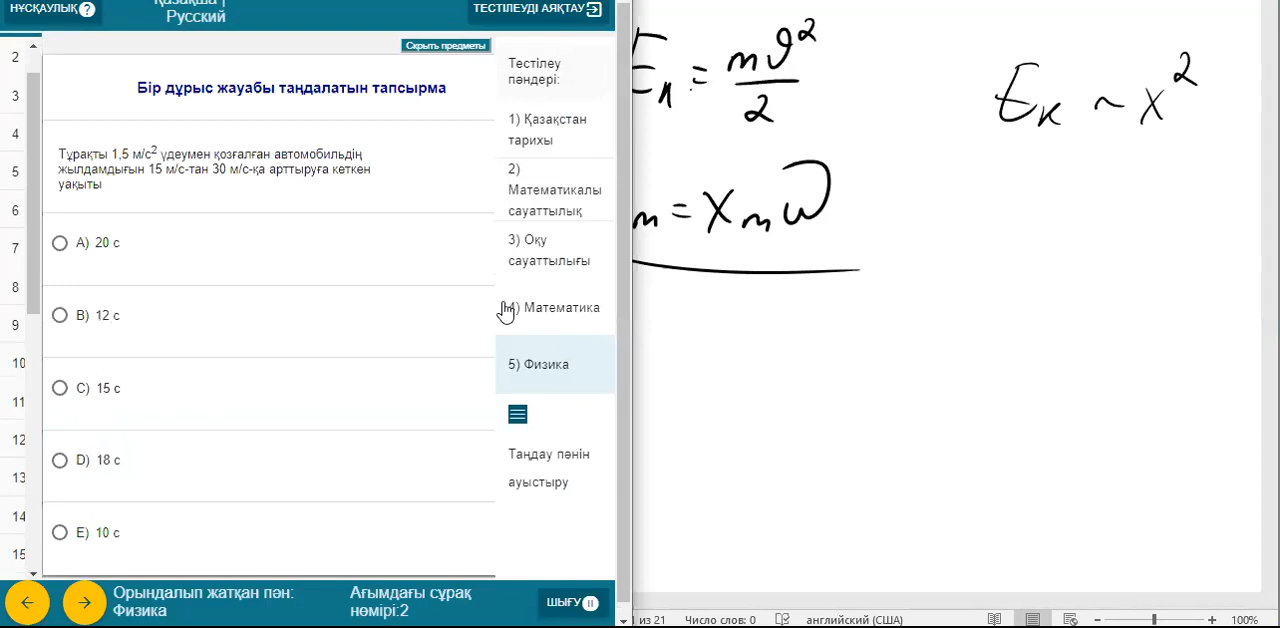 НҰСҚАУЛЫҚ ?
Қазақша |
Русский
ТЕСТІЛЕУДІ АЯҚТАУ
Скрыть предметы
2
3
4
5
6
7
8
9
10
11
12
13
14
15
Бір дұрыс жауабы таңдалатын тапсырма
Тұрақты 1,5 м/с² үдеумен қозғалған автомобильдің
жылдамдығын 15 м/с-тан 30 м/с-қа арттыруға кеткен
уақыты
A) 20 с
B) 12 с
C) 15 с
D) 18 с
E) 10 с
Тестілеу
пәндері:
1) Қазақстан
тарихы
2)
Математикалы
сауаттылық
3) Оқу
сауаттылығы
4) Математика
5) Физика
Таңдау пәнін
ауыстыру
Орындалып жатқан пән:
Физика
Ағымдағы сұрақ
нөмірі:2
ШЫҒУ
Eк = mϑ²/2
Eк ~ x²
m = xmω
из 21
Число слов: 0
английский (США)
100%